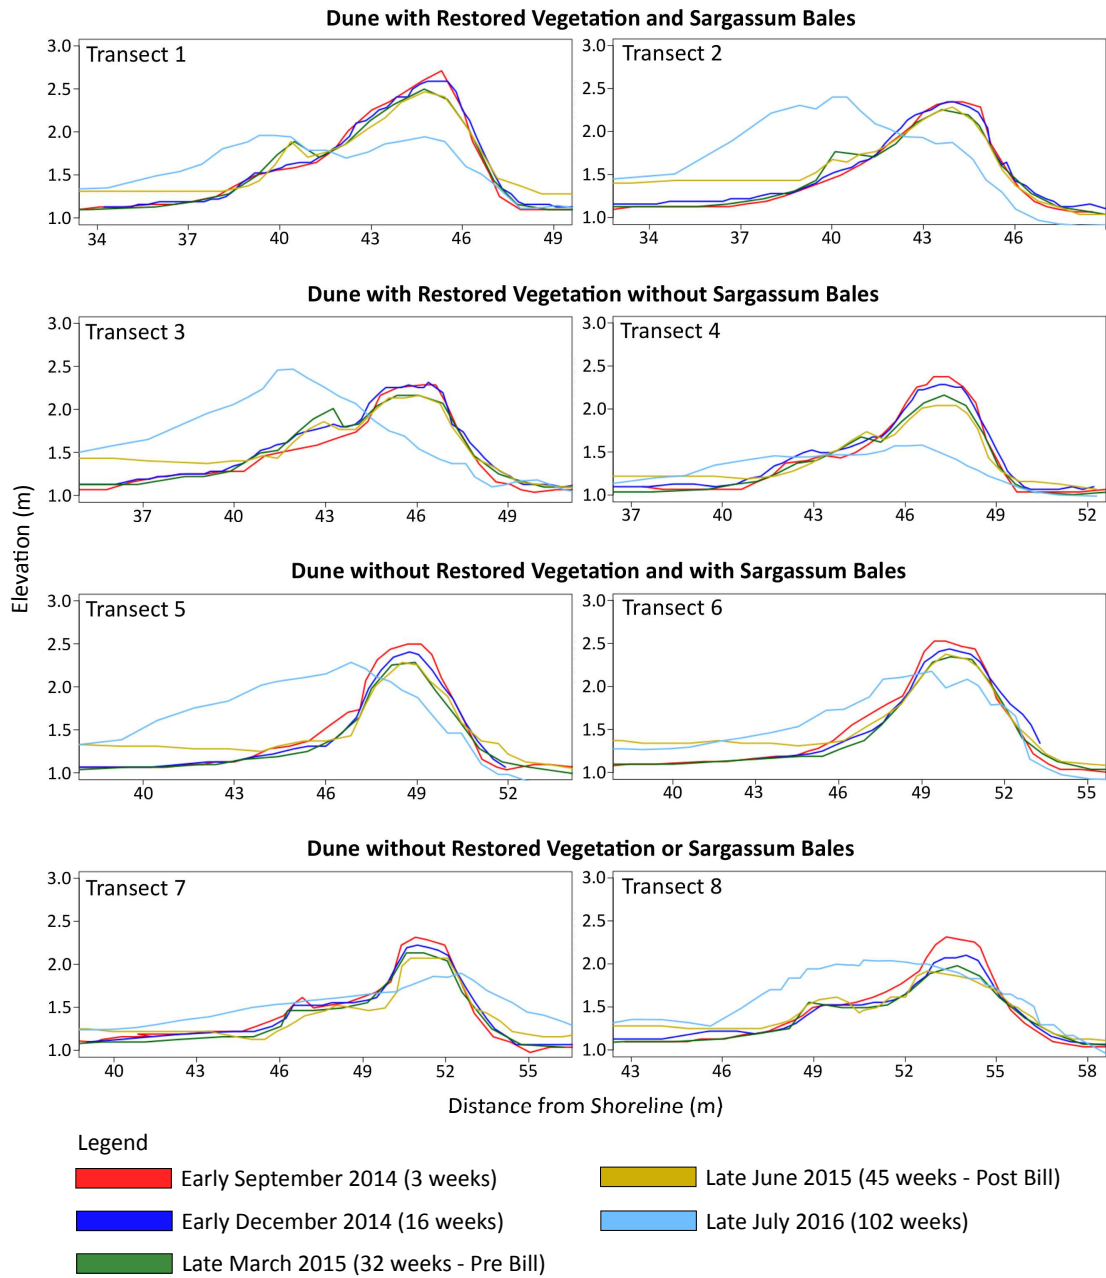 Dune with Restored Vegetation and Sargassum Bales
Transect 1
3.0
2.5
2.0
1.5
1.0
34 37 40 43 46 49
Transect 2
3.0
2.5
2.0
1.5
1.0
34 37 40 43 46
Dune with Restored Vegetation without Sargassum Bales
Transect 3
3.0
2.5
2.0
1.5
1.0
37 40 43 46 49
Transect 4
3.0
2.5
2.0
1.5
1.0
37 40 43 46 49 52
Elevation (m)
Dune without Restored Vegetation and with Sargassum Bales
Transect 5
3.0
2.5
2.0
1.5
1.0
40 43 46 49 52
Transect 6
3.0
2.5
2.0
1.5
1.0
40 43 46 49 52 55
Dune without Restored Vegetation or Sargassum Bales
Transect 7
3.0
2.5
2.0
1.5
1.0
40 43 46 49 52 55
Transect 8
3.0
2.5
2.0
1.5
1.0
43 46 49 52 55 58
Distance from Shoreline (m)
Legend
Early September 2014 (3 weeks)
Early December 2014 (16 weeks)
Late March 2015 (32 weeks - Pre Bill)
Late June 2015 (45 weeks - Post Bill)
Late July 2016 (102 weeks)